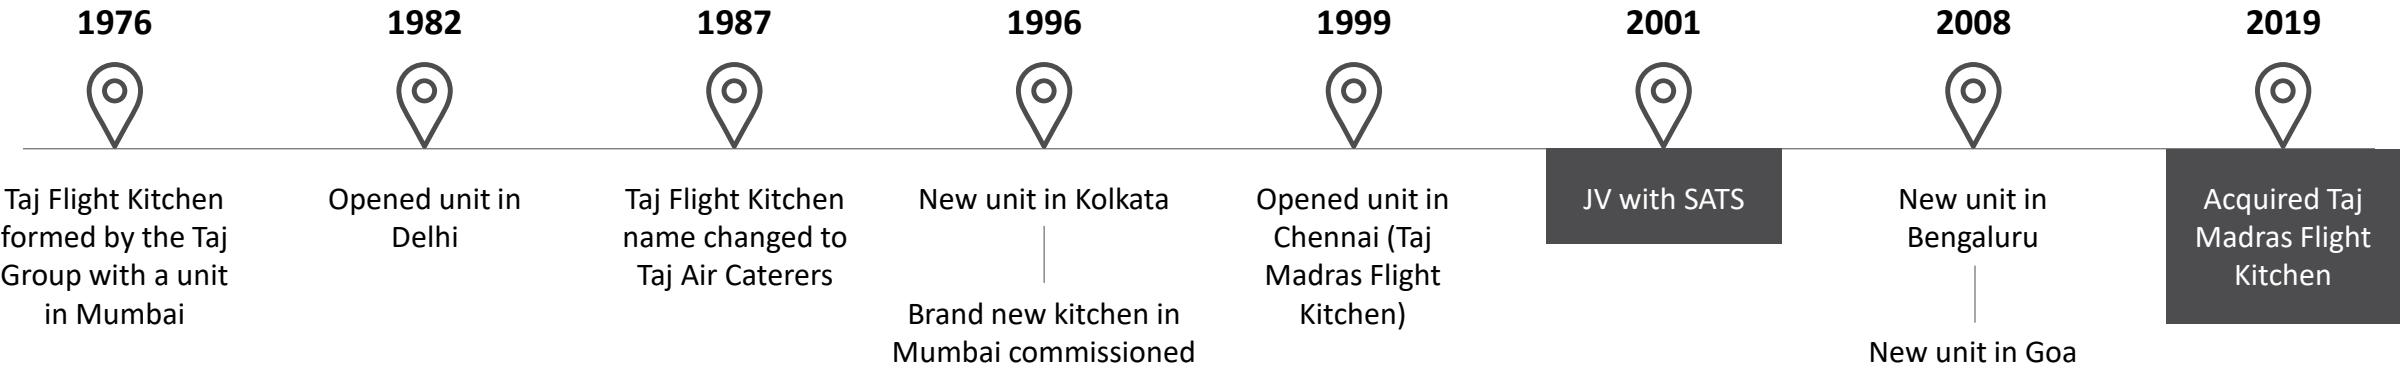 1976
Taj Flight Kitchen
formed by the Taj
Group with a unit
in Mumbai
1982
Opened unit in
Delhi
1987
Taj Flight Kitchen
name changed to
Taj Air Caterers
1996
New unit in Kolkata
Brand new kitchen in
Mumbai commissioned
1999
Opened unit in
Chennai (Taj
Madras Flight
Kitchen)
2001
JV with SATS
2008
New unit in
Bengaluru
New unit in Goa
2019
Acquired Taj
Madras Flight
Kitchen